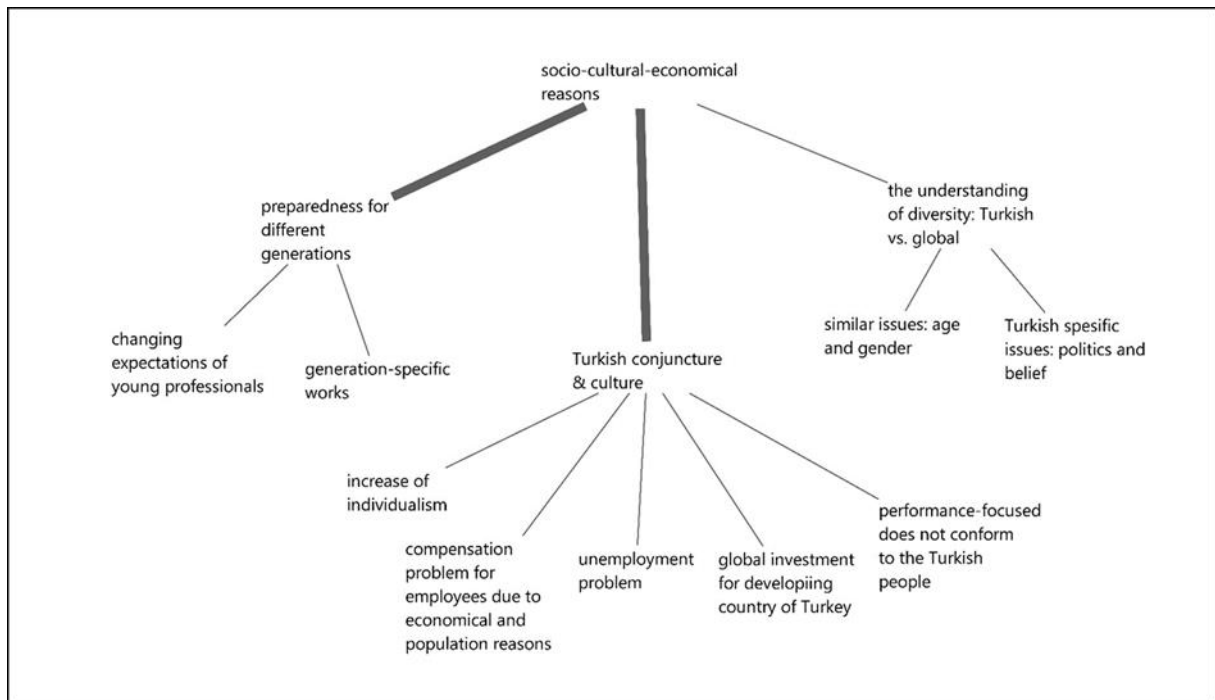 socio-cultural-economical
reasons
preparedness for
different
generations
the understanding
of diversity: Turkish
vs. global
changing
expectations of
young professionals
generation-specific
works
Turkish conjuncture
& culture
similar issues: age
and gender
Turkish spesific
issues: politics and
belief
increase of
individualism
compensation
problem for
employees due to
economical and
population reasons
unemployment
problem
global investment
for developiing
country of Turkey
performance-focused
does not conform
to the Turkish
people